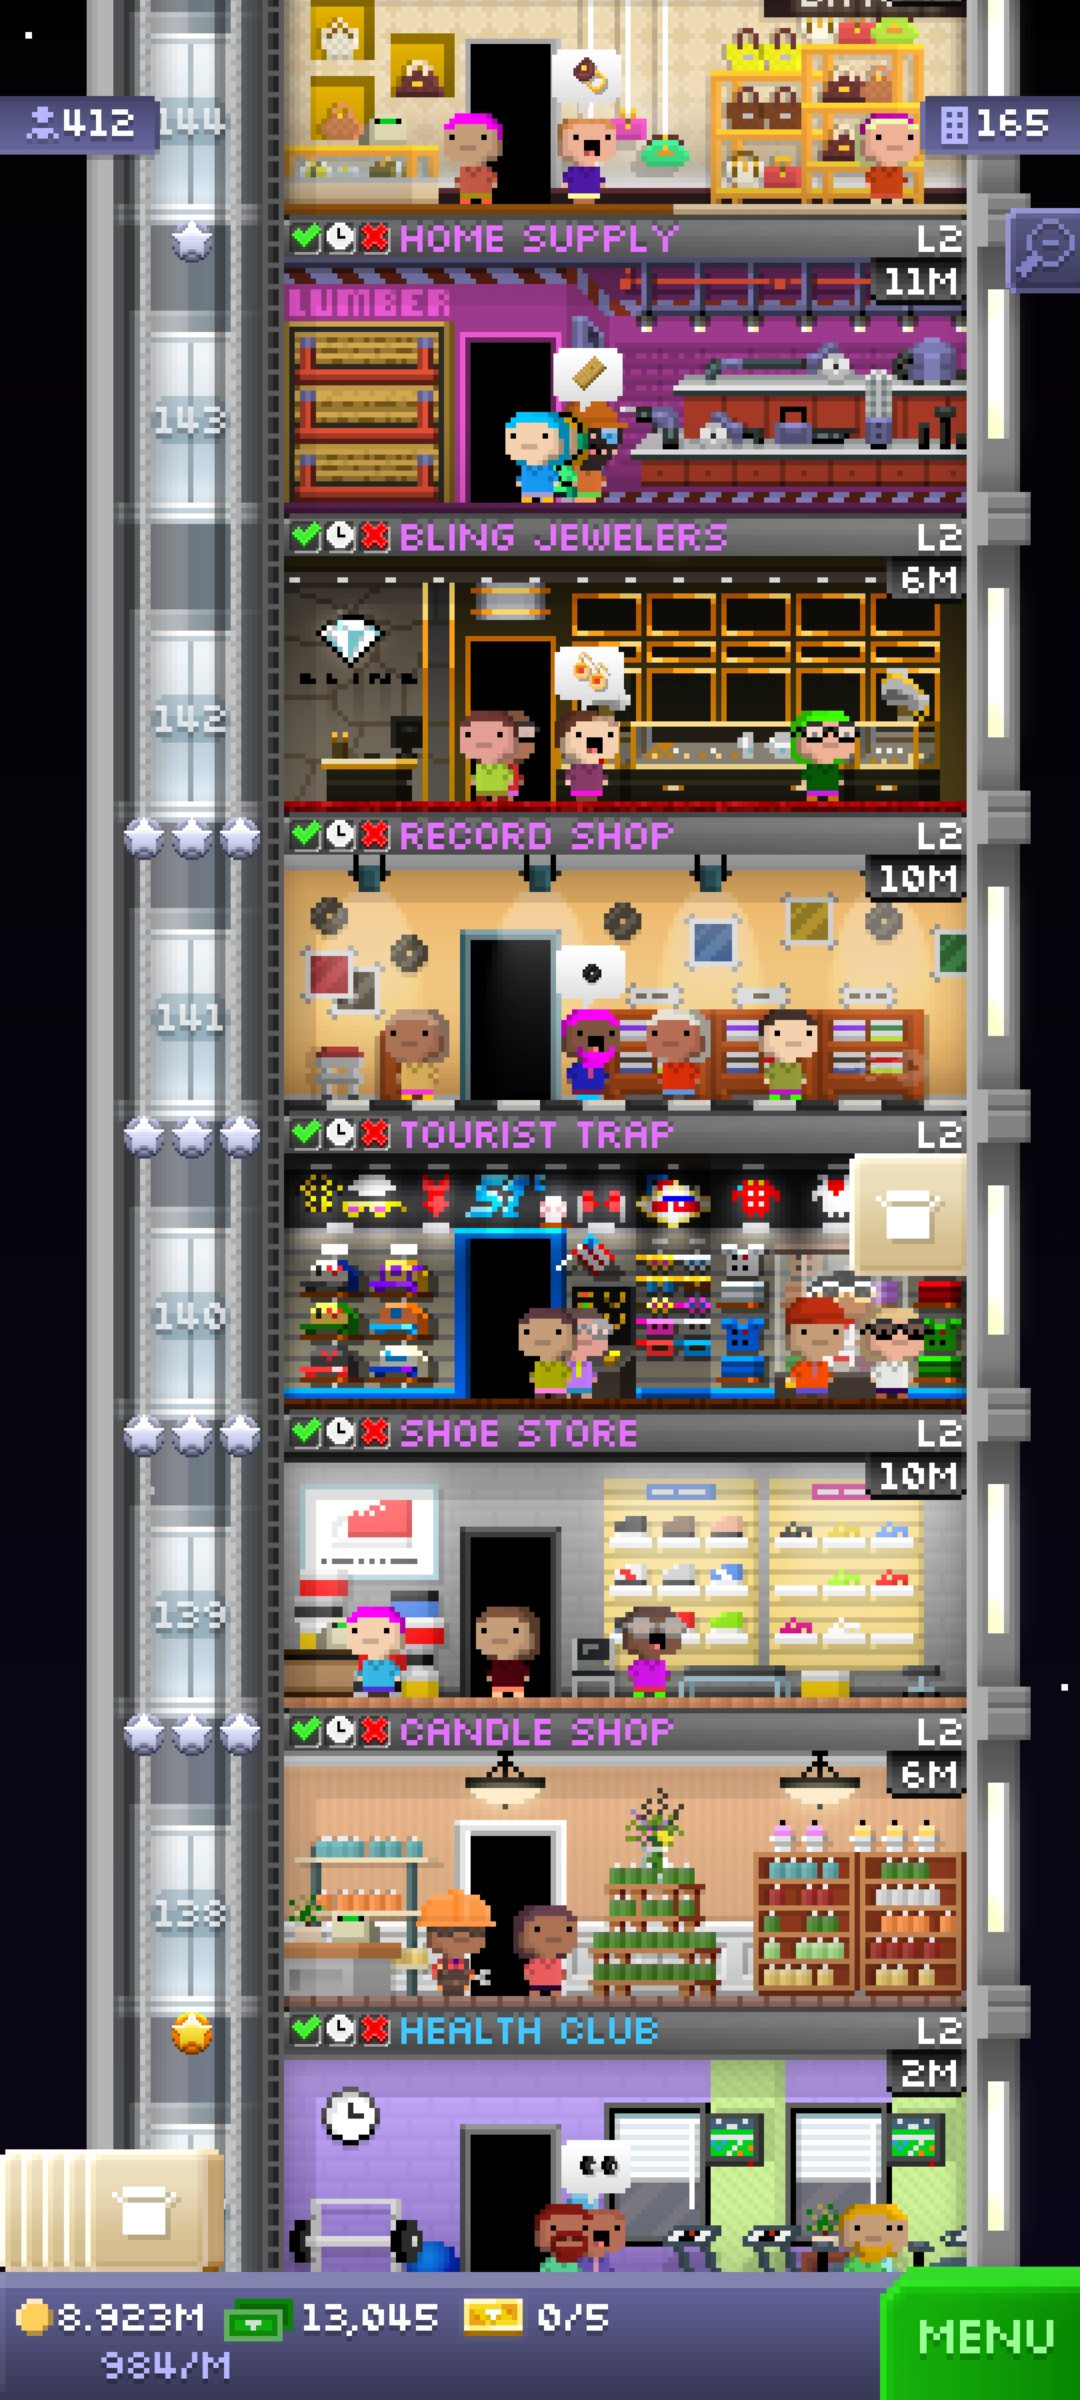 412
144
165
HOME SUPPLY L2
11M
LUMBER
143
BLING JEWELERS L2
6M
BLING
142
RECORD SHOP L2
10M
141
TOURIST TRAP L2
140
SHOE STORE L2
10M
139
CANDLE SHOP L2
6M
138
HEALTH CLUB L2
2M
8.923M 13,045 0/5
984/M
MENU